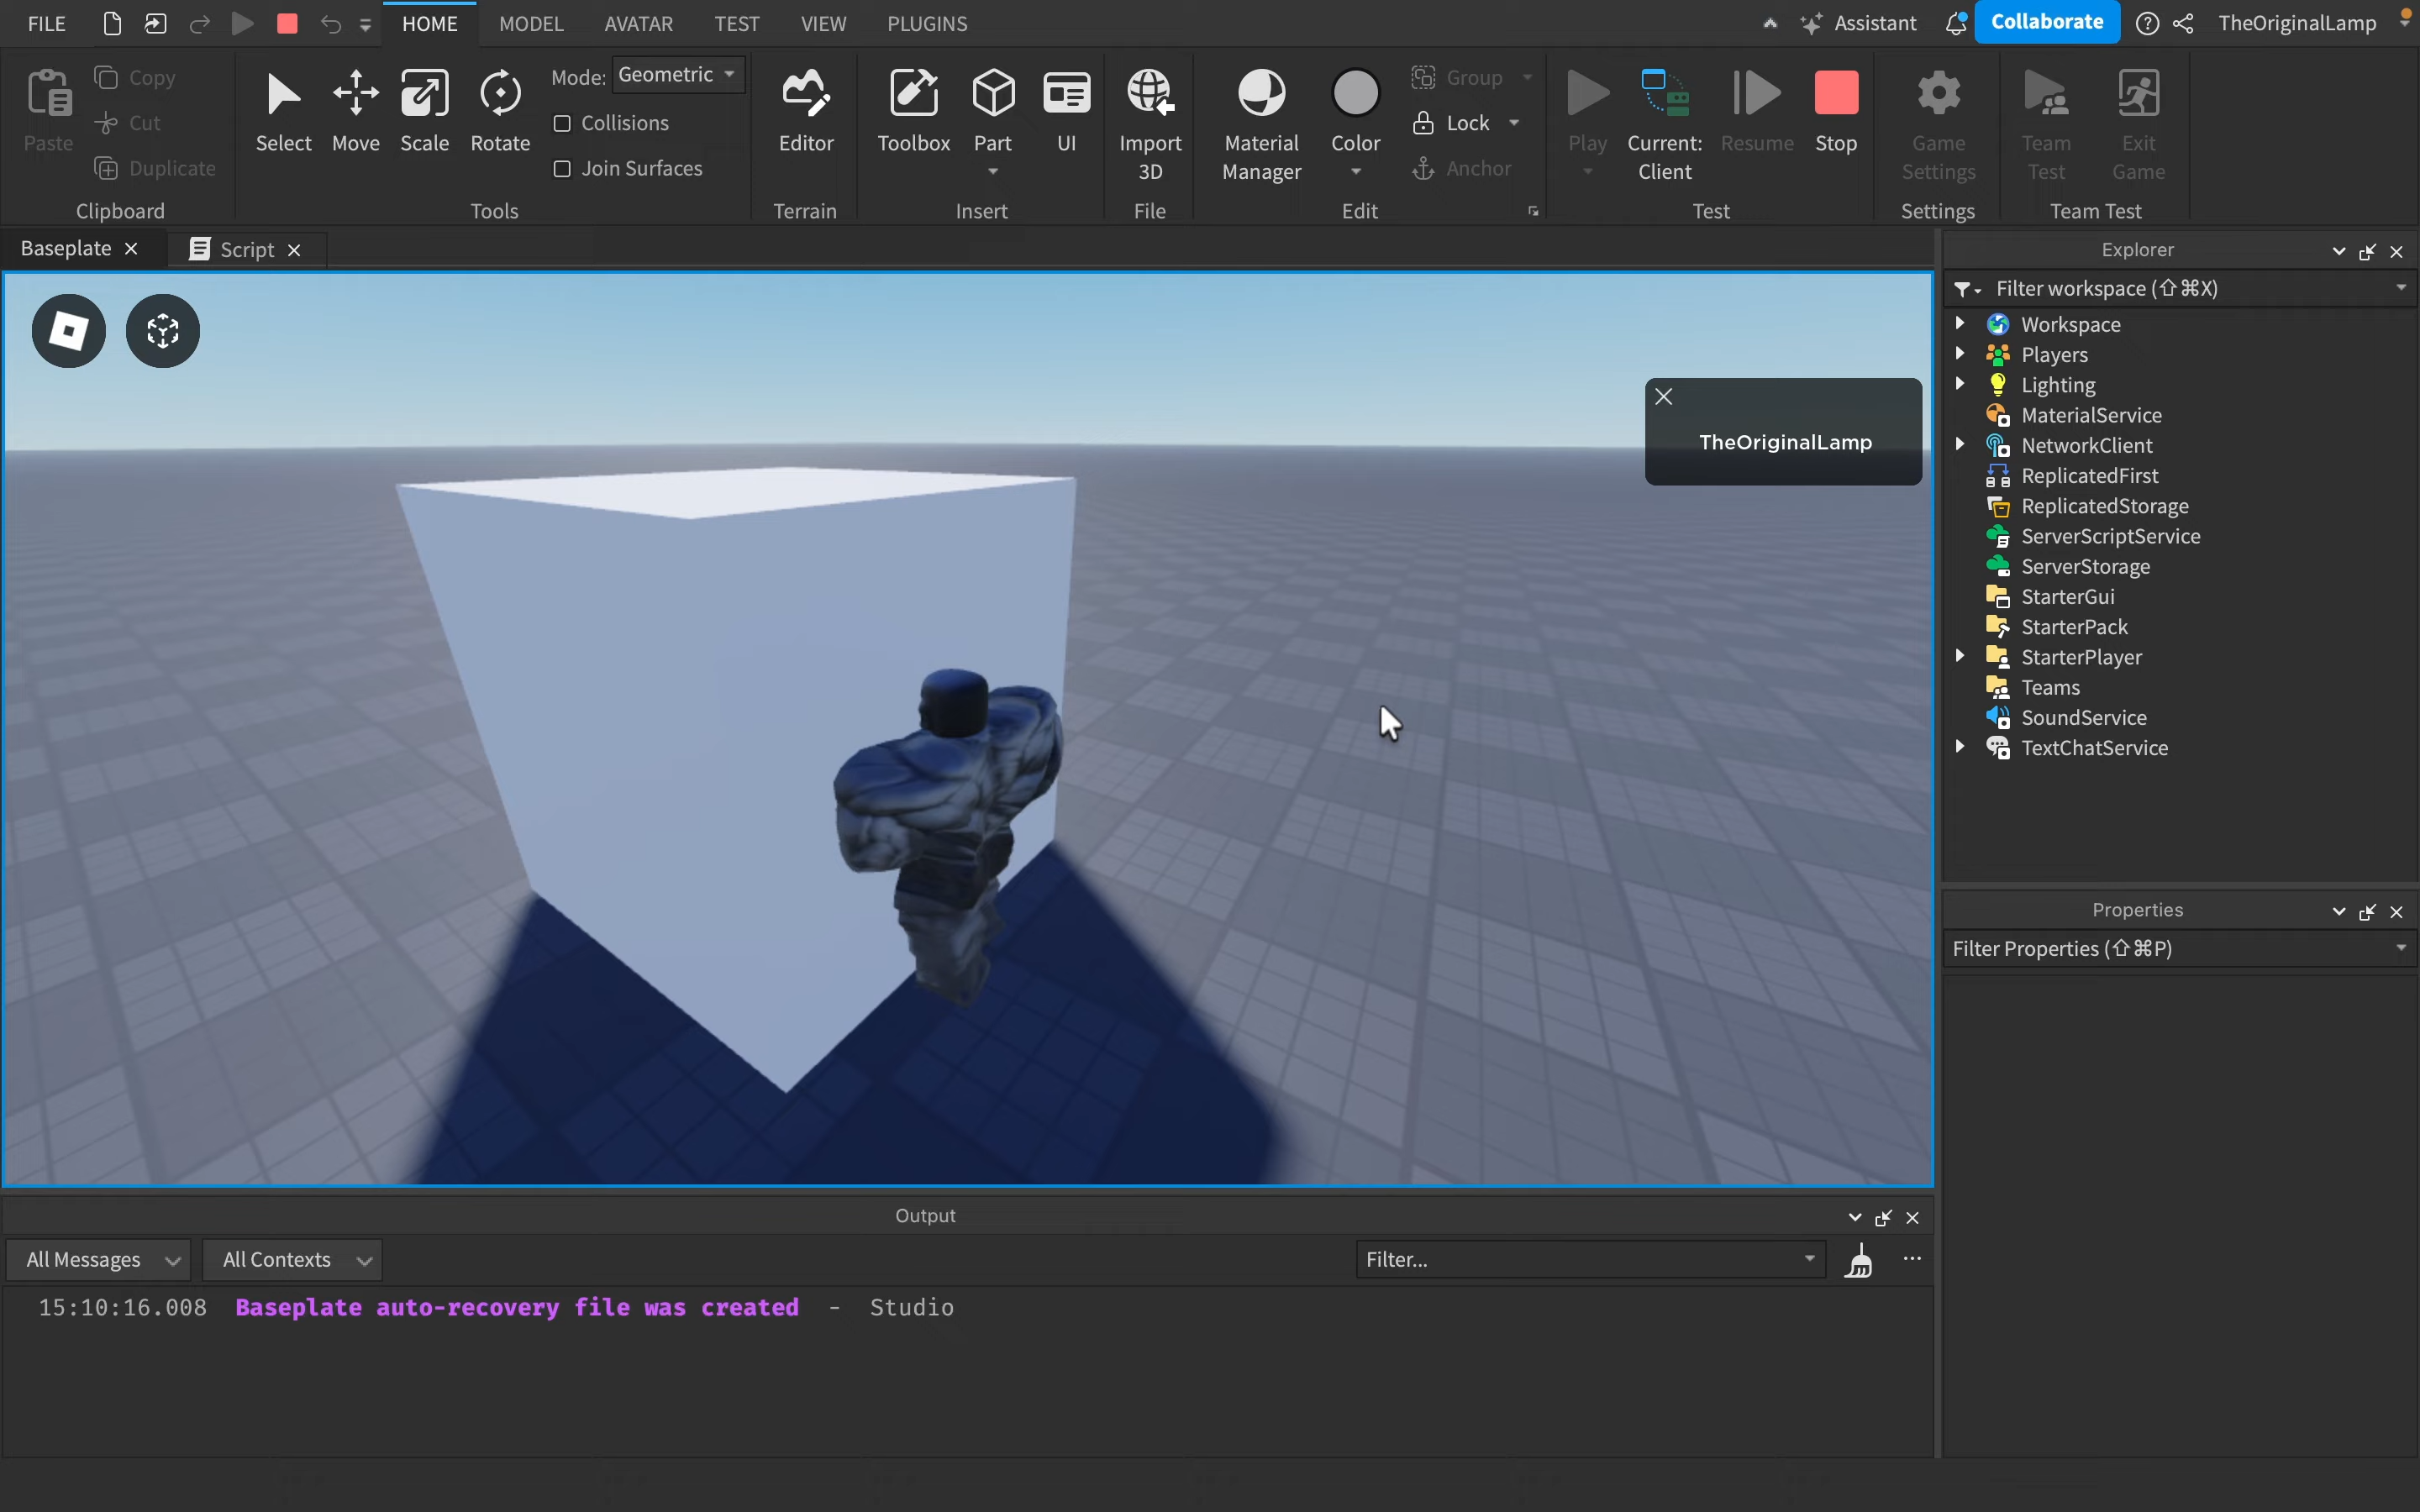 FILE
HOME
MODEL
AVATAR
TEST
VIEW
PLUGINS
Assistant
Collaborate
TheOriginalLamp
Paste
Copy
Cut
Duplicate
Clipboard
Select
Move
Scale
Rotate
Mode: Geometric
Collisions
Join Surfaces
Tools
Editor
Terrain
Toolbox
Part
UI
Insert
Import
3D
File
Material
Manager
Color
Group
Lock
Anchor
Edit
Play
Current:
Client
Resume
Stop
Test
Game
Settings
Settings
Team
Test
Exit
Game
Team Test
Baseplate
Script
TheOriginalLamp
Explorer
Filter workspace (⇧⌘X)
Workspace
Players
Lighting
MaterialService
NetworkClient
ReplicatedFirst
ReplicatedStorage
ServerScriptService
ServerStorage
StarterGui
StarterPack
StarterPlayer
Teams
SoundService
TextChatService
Properties
Filter Properties (⇧⌘P)
Output
All Messages
All Contexts
Filter...
15:10:16.008 Baseplate auto-recovery file was created - Studio